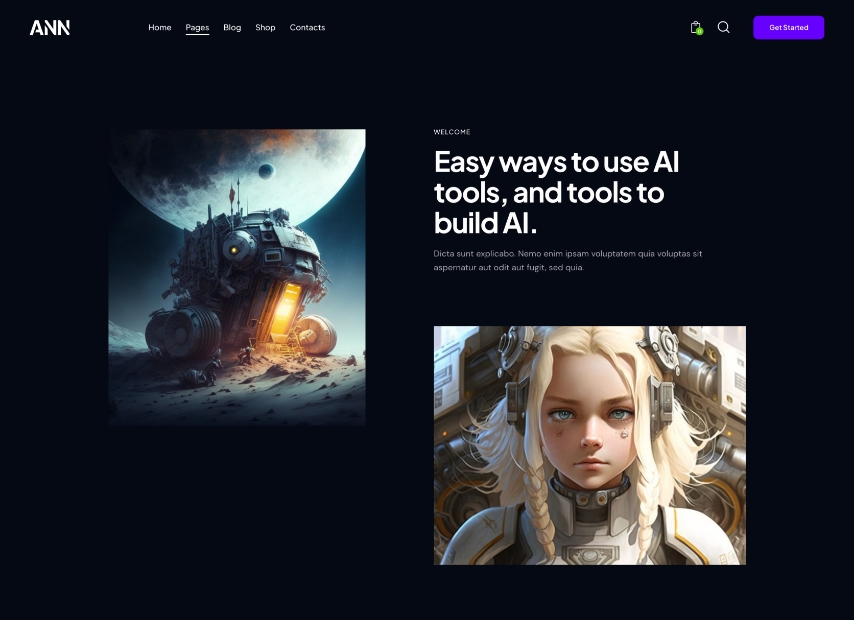 ANN
Home Pages Blog Shop Contacts
0
Get Started
WELCOME
Easy ways to use AI
tools, and tools to
build AI.
Dicta sunt explicabo. Nemo enim ipsam voluptatem quia voluptas sit
aspernatur aut odit aut fugit, sed quia.